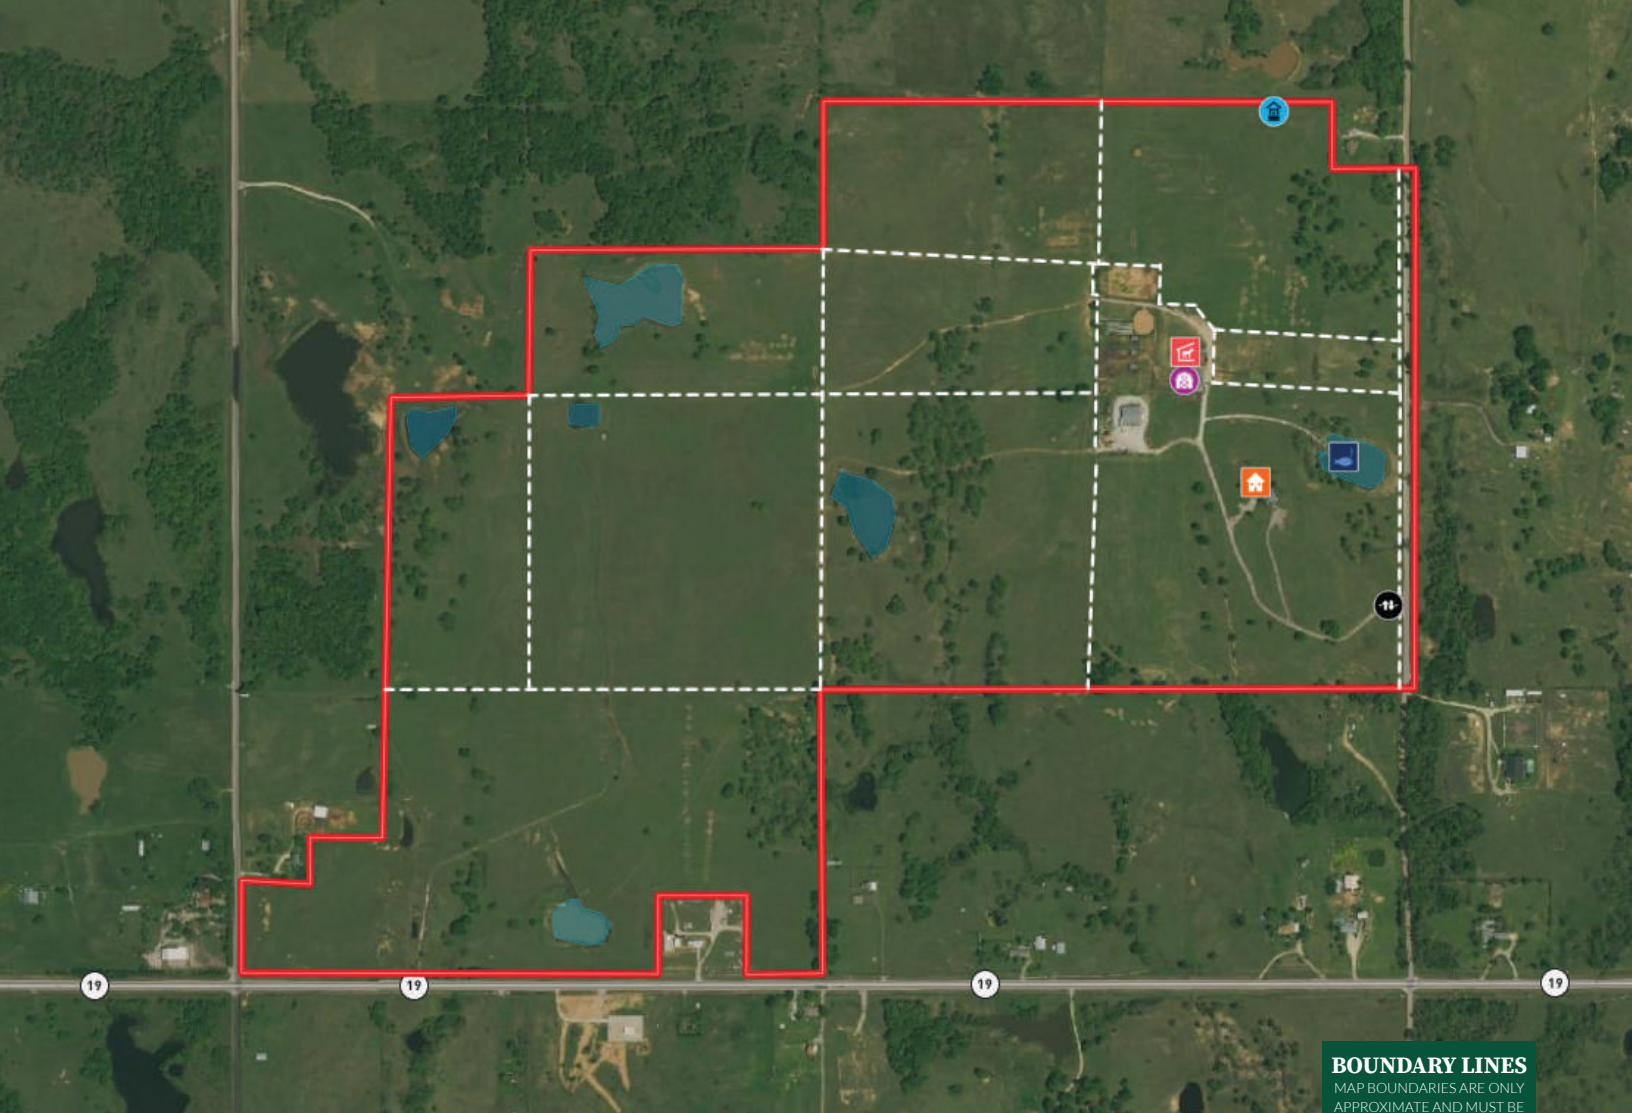 19
19
19
19
BOUNDARY LINES
MAP BOUNDARIES ARE ONLY
APPROXIMATE AND MUST BE